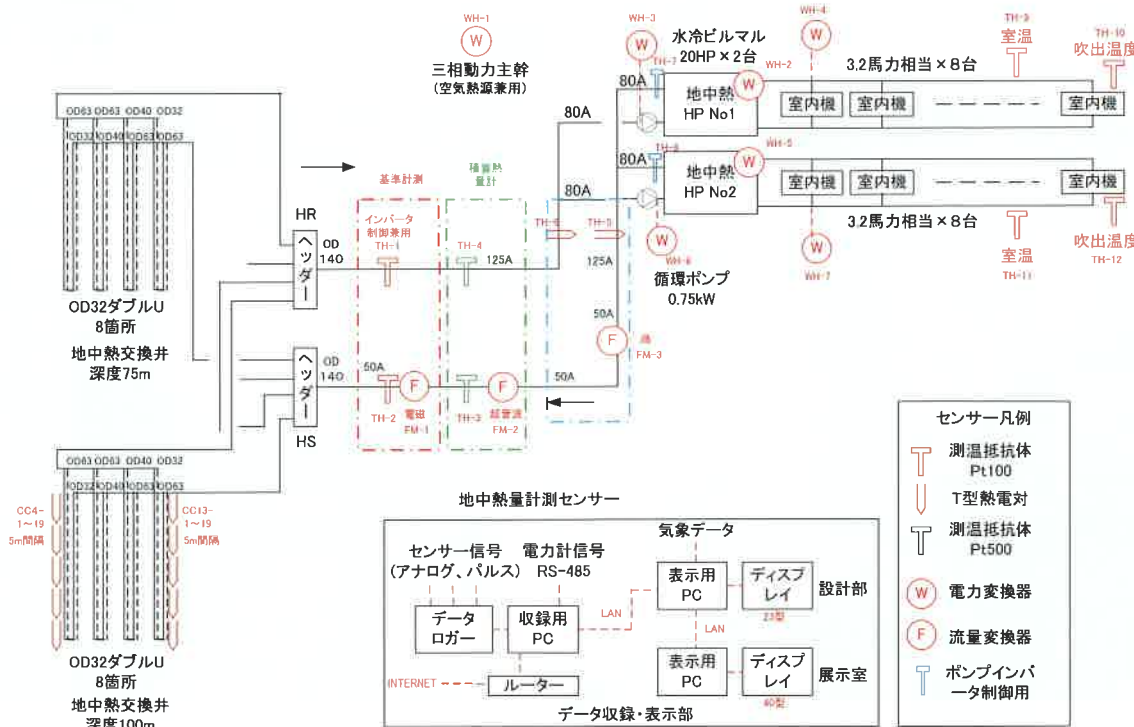 WH-1
W
三相動力主幹
(空気熱源兼用)
WH-3
W
水冷ビルマル
20HP×2台
TH-7
80A
80A
地中熱
HP No1
W
WH-2
WH-4
W
3.2馬力相当×8台
TH-9
室温
TH-10
吹出温度
室内機
室内機
室内機
TH-8
80A
80A
地中熱
HP No2
W
WH-5
室内機
室内機
室内機
3.2馬力相当×8台
W
WH-7
室温
TH-11
吹出温度
TH-12
W
WH-6
循環ポンプ
0.75kW
OD63 OD63 OD40 OD32
OD32 OD40 OD63 OD63
OD32ダブルU
8箇所
地中熱交換井
深度75m
HR
ヘッダー
OD
140
ヘッダー
OD
140
HS
基準計測
インバータ
制御兼用
TH-1
積算熱
量計
TH-4
125A
TH-6
TH-5
125A
50A
F
FM-3
50A
TH-2
F
電磁
FM-1
TH-3
F
超音波
FM-2
50A
OD63 OD63 OD40 OD32
OD32 OD40 OD63 OD63
CC4-
1~19
5m間隔
CC13-
1~19
5m間隔
OD32ダブルU
8箇所
地中熱交換井
深度100m
地中熱量計測センサー
センサー信号
(アナログ、パルス)
電力計信号
RS-485
気象データ
データ
ロガー
収録用
PC
LAN
表示用
PC
ディスプ
レイ
設計部
23型
LAN
表示用
PC
ディスプ
レイ
展示室
40型
INTERNET
ルーター
データ収録・表示部
センサー凡例
測温抵抗体
Pt100
T型熱電対
測温抵抗体
Pt500
W
電力変換器
F
流量変換器
ポンプインバ
ータ制御用